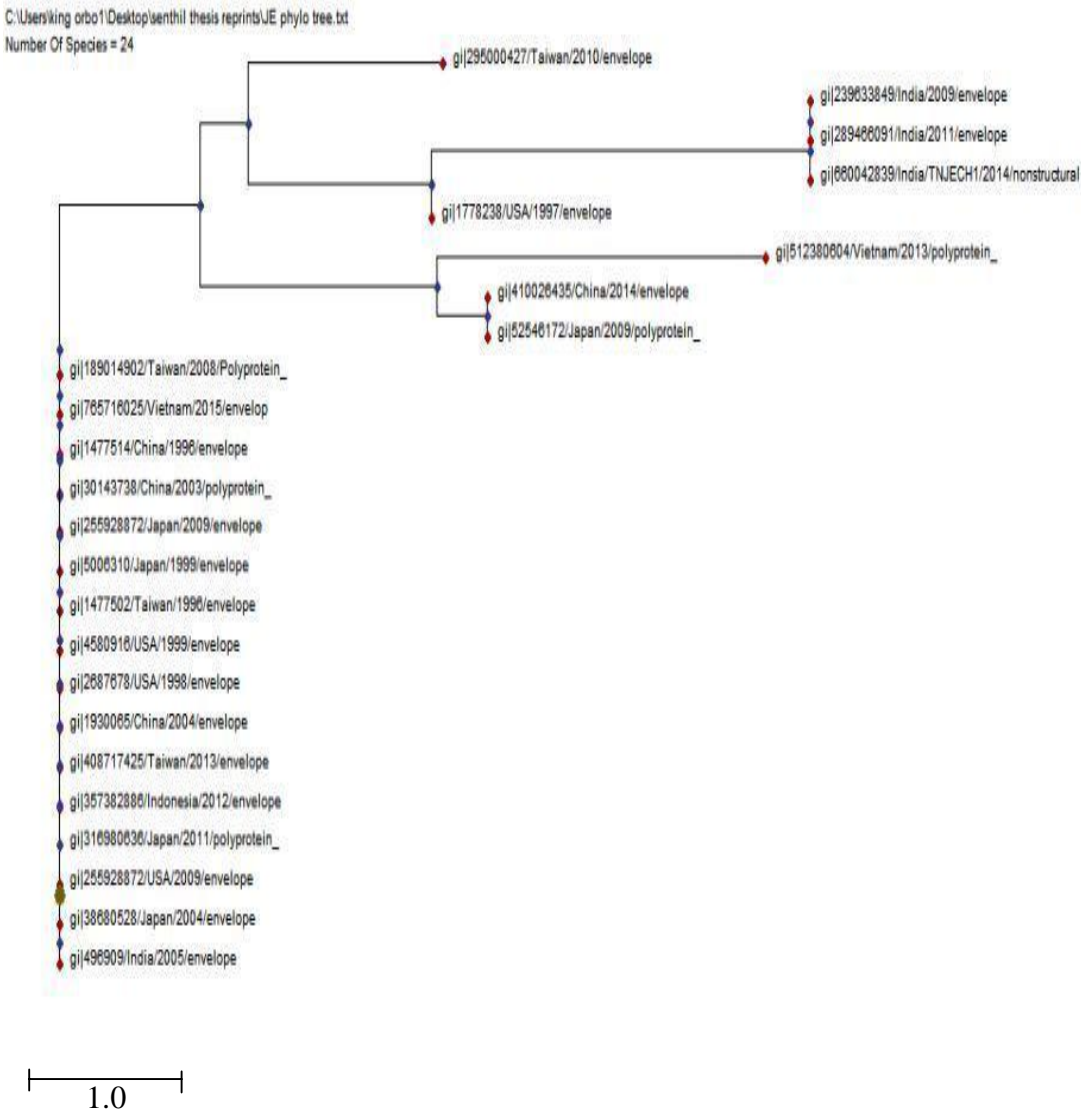 C:\Users\king orbo1\Desktop\senthil thesis reprints\JE phylo tree.txt
Number Of Species = 24
gi|295000427/Taiwan/2010/envelope
gi|239633849/India/2009/envelope
gi|289466091/India/2011/envelope
gi|660042839/India/TNJECH1/2014/nonstructural
gi|1778238/USA/1997/envelope
gi|512380604/Vietnam/2013/polyprotein_
gi|410026435/China/2014/envelope
gi|52546172/Japan/2009/polyprotein_
gi|189014902/Taiwan/2008/Polyprotein_
gi|765716025/Vietnam/2015/envelop
gi|1477514/China/1996/envelope
gi|30143738/China/2003/polyprotein_
gi|255928872/Japan/2009/envelope
gi|5006310/Japan/1999/envelope
gi|1477502/Taiwan/1996/envelope
gi|4580916/USA/1999/envelope
gi|2687678/USA/1998/envelope
gi|1930065/China/2004/envelope
gi|408717425/Taiwan/2013/envelope
gi|357382886/Indonesia/2012/envelope
gi|316980636/Japan/2011/polyprotein_
gi|255928872/USA/2009/envelope
gi|38680528/Japan/2004/envelope
gi|496909/India/2005/envelope
1.0